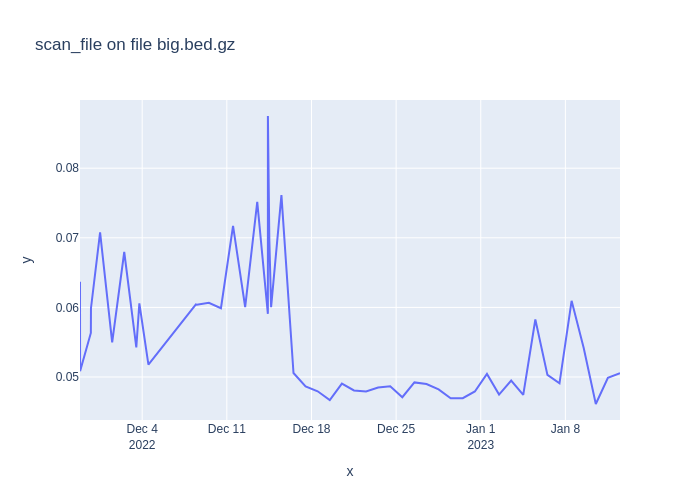 scan_file on file big.bed.gz
0.08
0.07
0.06
0.05
y
Dec 4
2022
Dec 11
Dec 18
Dec 25
Jan 1
2023
Jan 8
x